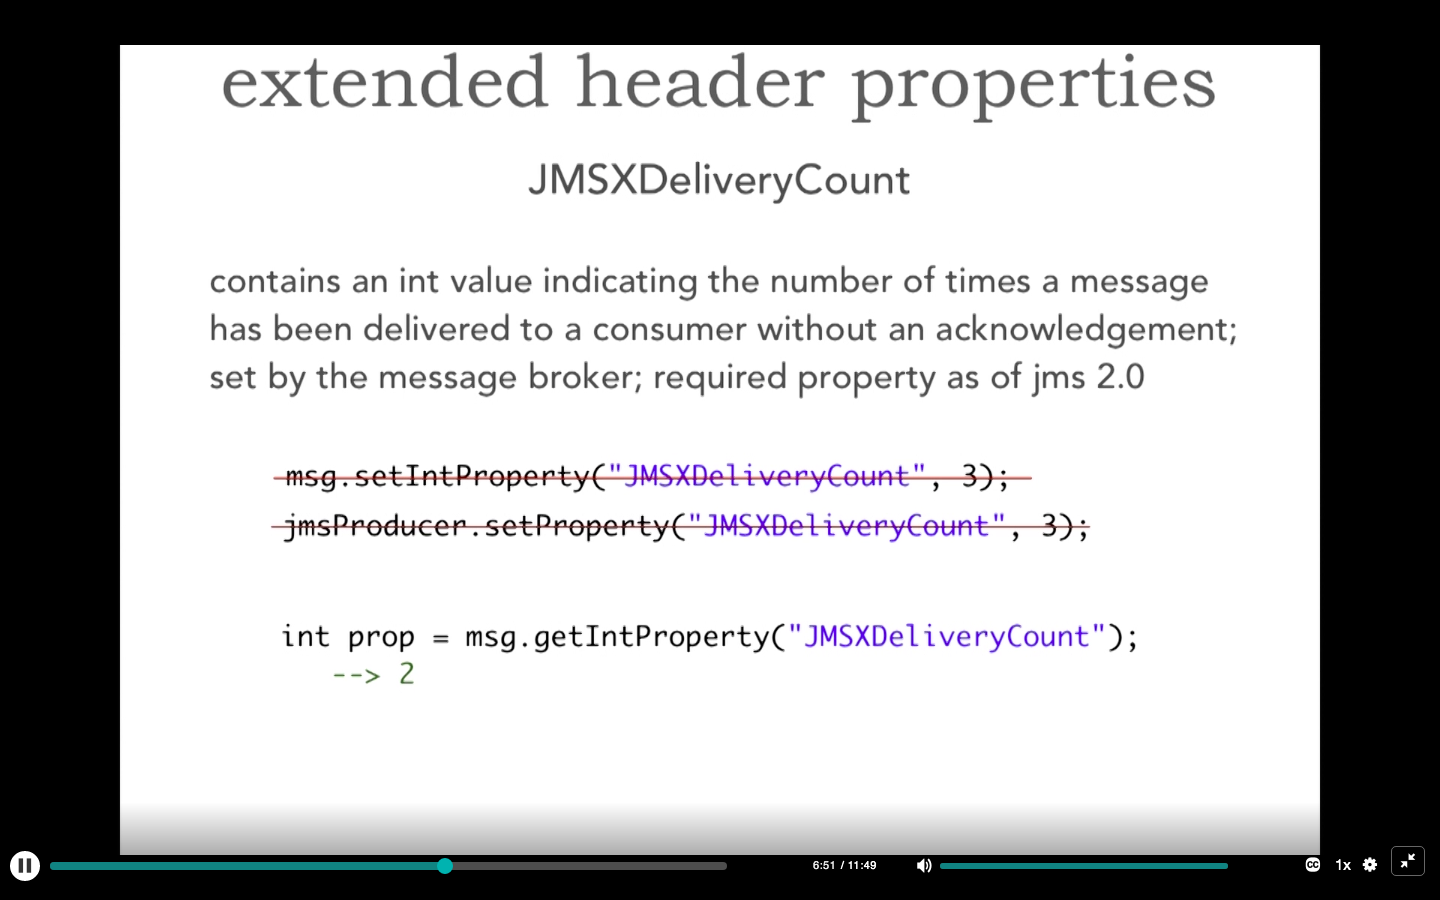 extended header properties
JMSXDeliveryCount
contains an int value indicating the number of times a message
has been delivered to a consumer without an acknowledgement;
set by the message broker; required property as of jms 2.0
msg.setIntProperty("JMSXDeliveryCount", 3);
jmsProducer.setProperty("JMSXDeliveryCount", 3);
int prop = msg.getIntProperty("JMSXDeliveryCount");
--> 2
6:51 / 11:49
CC
1x